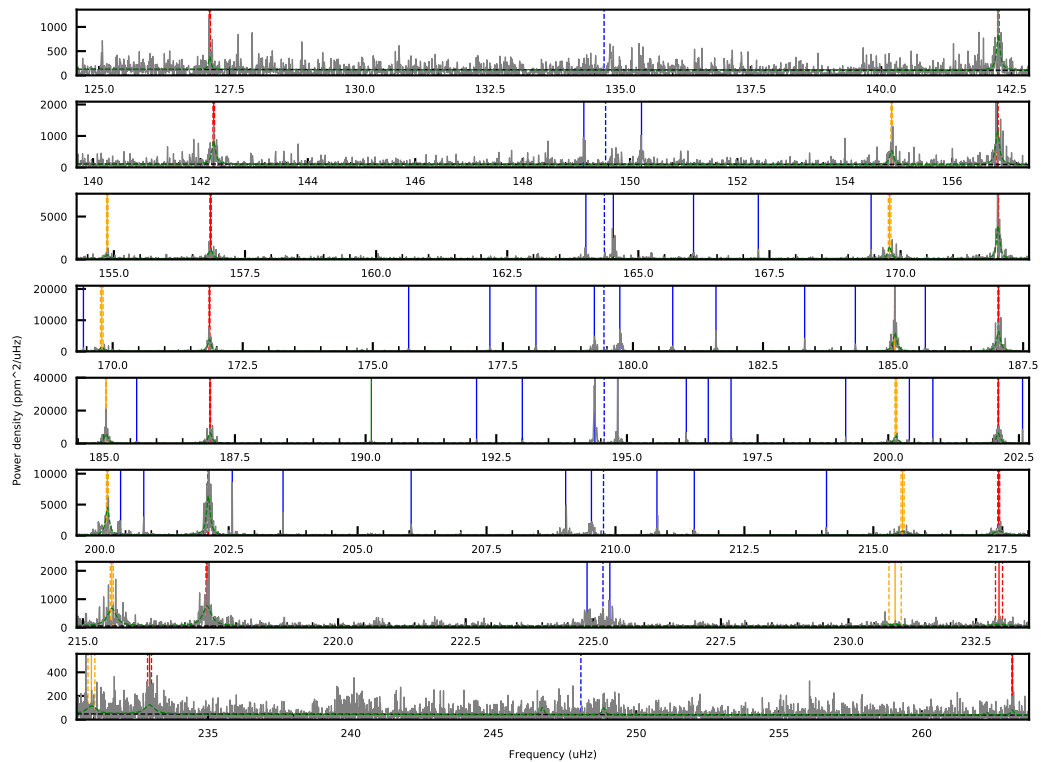 1000
500
0
125.0 127.5 130.0 132.5 135.0 137.5 140.0 142.5
2000
1000
0
140 142 144 146 148 150 152 154 156
5000
0
155.0 157.5 160.0 162.5 165.0 167.5 170.0
20000
10000
0
170.0 172.5 175.0 177.5 180.0 182.5 185.0 187.5
40000
20000
0
185.0 187.5 190.0 192.5 195.0 197.5 200.0 202.5
10000
5000
0
200.0 202.5 205.0 207.5 210.0 212.5 215.0 217.5
2000
1000
0
215.0 217.5 220.0 222.5 225.0 227.5 230.0 232.5
400
200
0
235 240 245 250 255 260
Power density (ppm^2/uHz)
Frequency (uHz)